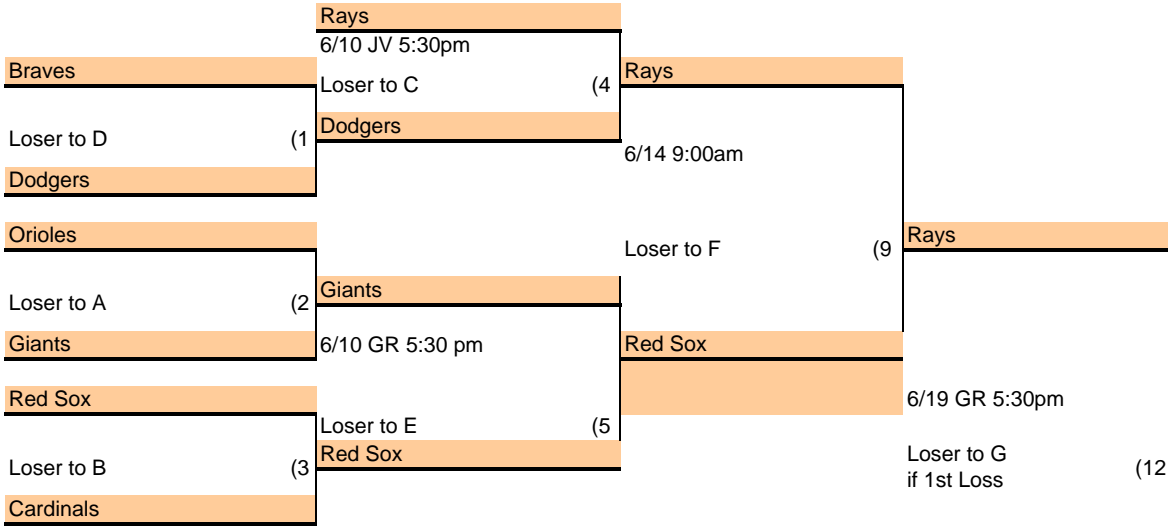 Rays
6/10 JV 5:30pm
Braves
Loser to C (4
Rays
Loser to D (1
Dodgers
6/14 9:00am
Dodgers
Orioles
Loser to F (9
Rays
Loser to A (2
Giants
Giants
6/10 GR 5:30 pm
Red Sox
Red Sox
6/19 GR 5:30pm
Loser to E (5
Loser to B (3
Red Sox
Loser to G
if 1st Loss (12
Cardinals